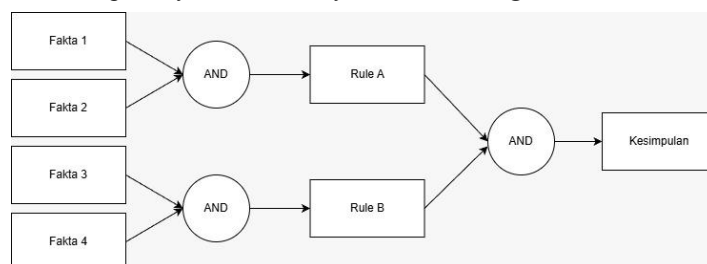 Fakta 1
Fakta 2
AND
Rule A
Fakta 3
Fakta 4
AND
Rule B
AND
Kesimpulan